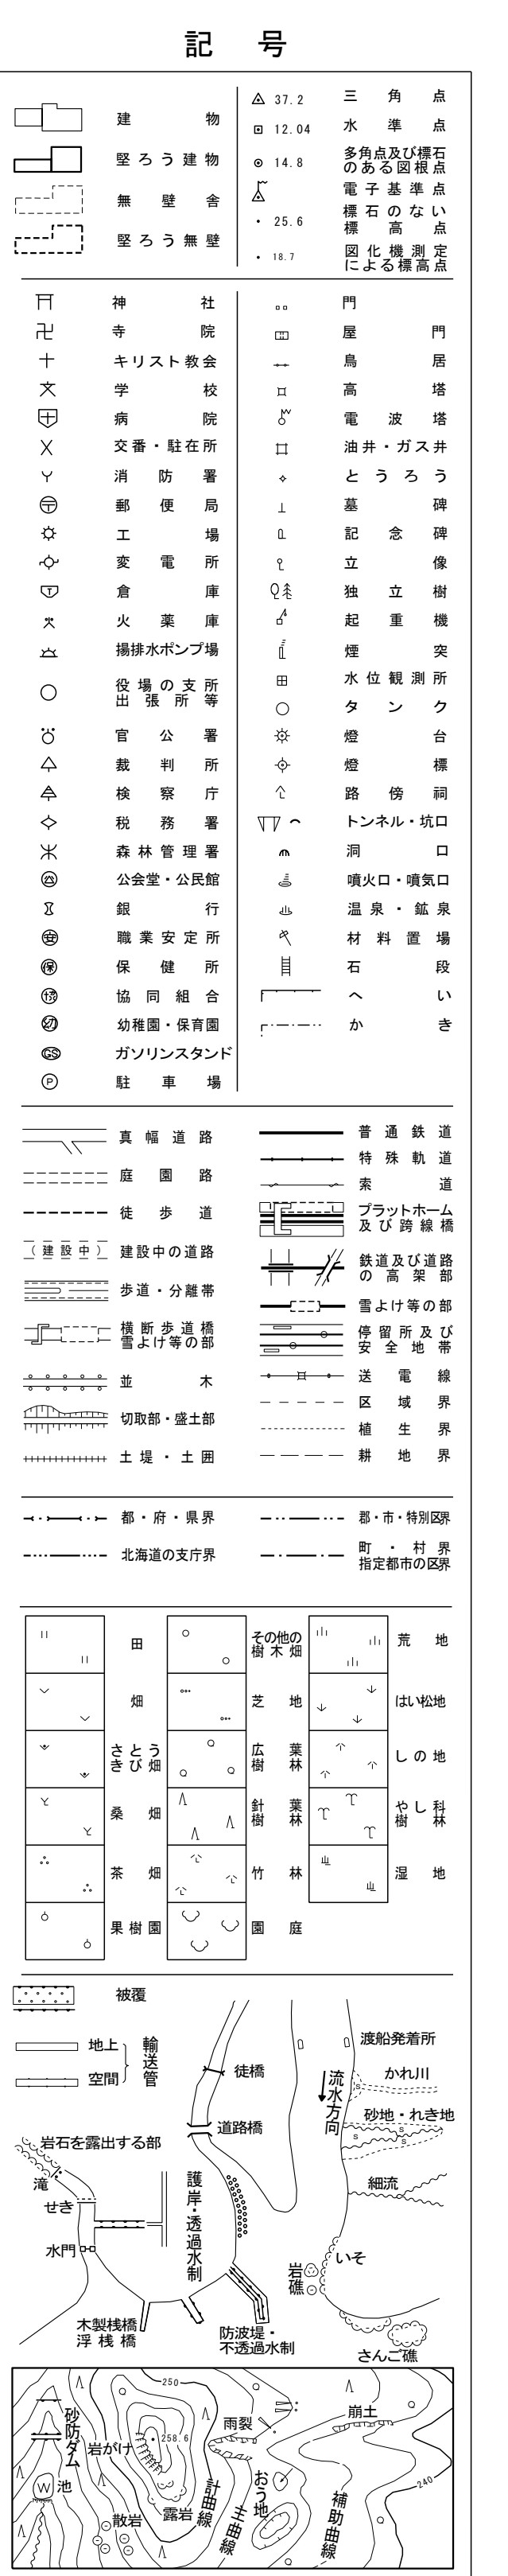 記号
建物
堅ろう建物
無壁舎
堅ろう無壁
37.2 三角点
12.04 水準点
14.8 多角点及び標石
のある図根点
電子基準点
25.6 標石のない
標高点
18.7 図化機測定
による標高点
神社
寺院
キリスト教会
学校
病院
交番・駐在所
消防署
郵便局
工場
変電所
T 倉庫
火薬庫
揚排水ポンプ場
役場の支所
出張所等
官公署
裁判所
検察庁
税務署
森林管理署
公 公会堂・公民館
銀行
安 職業安定所
保 保健所
協 協同組合
幼 幼稚園・保育園
GS ガソリンスタンド
P 駐車場
門
屋門
鳥居
高塔
電波塔
油井・ガス井
とうろう
墓碑
記念碑
立像
独立樹
起重機
煙突
水位観測所
タンク
燈台
燈標
路傍祠
トンネル・坑口
洞口
噴火口・噴気口
温泉・鉱泉
材料置場
石段
へい
かき
真幅道路
庭園路
徒歩道
(建設中) 建設中の道路
歩道・分離帯
横断歩道橋
雪よけ等の部
並木
切取部・盛土部
土堤・土囲
普通鉄道
特殊軌道
索道
プラットホーム
及び跨線橋
鉄道及び道路
の高架部
雪よけ等の部
停留所及び
安全地帯
送電線
区域界
植生界
耕地界
都・府・県界
北海道の支庁界
郡・市・特別区界
町・村界
指定都市の区界
田
畑
さとう
きび畑
桑畑
茶畑
果樹園
その他の
樹木畑
芝地
広葉
樹林
針葉
樹林
竹林
園庭
荒地
はい松地
しの地
やし科
樹林
湿地
被覆
地上
空間
輸送管
渡船発着所
徒橋
流水方向
かれ川
S
砂地・れき地
S
S
道路橋
岩石を露出する部
滝
せき
護岸・透過水制
細流
水門
いそ
岩礁
木製桟橋
浮桟橋
防波堤・
不透過水制
さんご礁
250
砂防ダム
岩がけ
258.6
雨裂
崩土
池
W
散岩
露岩
計曲線
主曲線
おう地
補助曲線
240